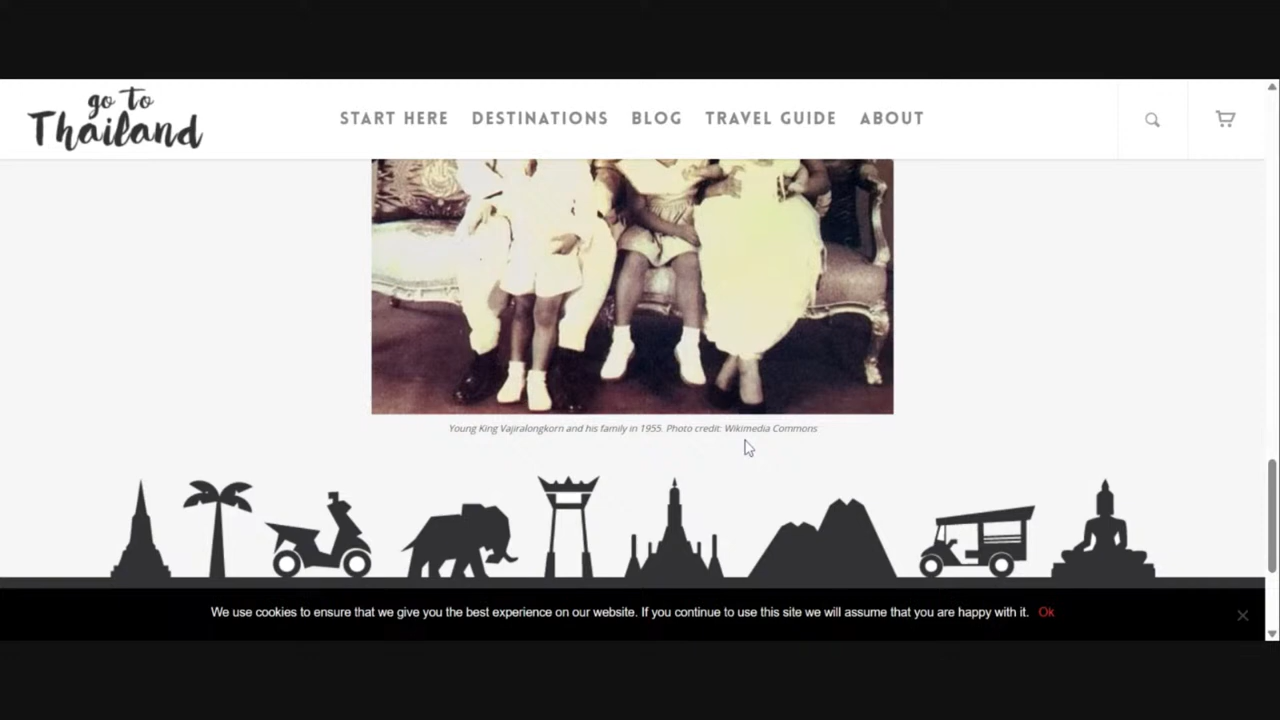 go to
Thailand
START HERE DESTINATIONS BLOG TRAVEL GUIDE ABOUT
Young King Vajiralongkorn and his family in 1955. Photo credit: Wikimedia Commons
We use cookies to ensure that we give you the best experience on our website. If you continue to use this site we will assume that you are happy with it. Ok